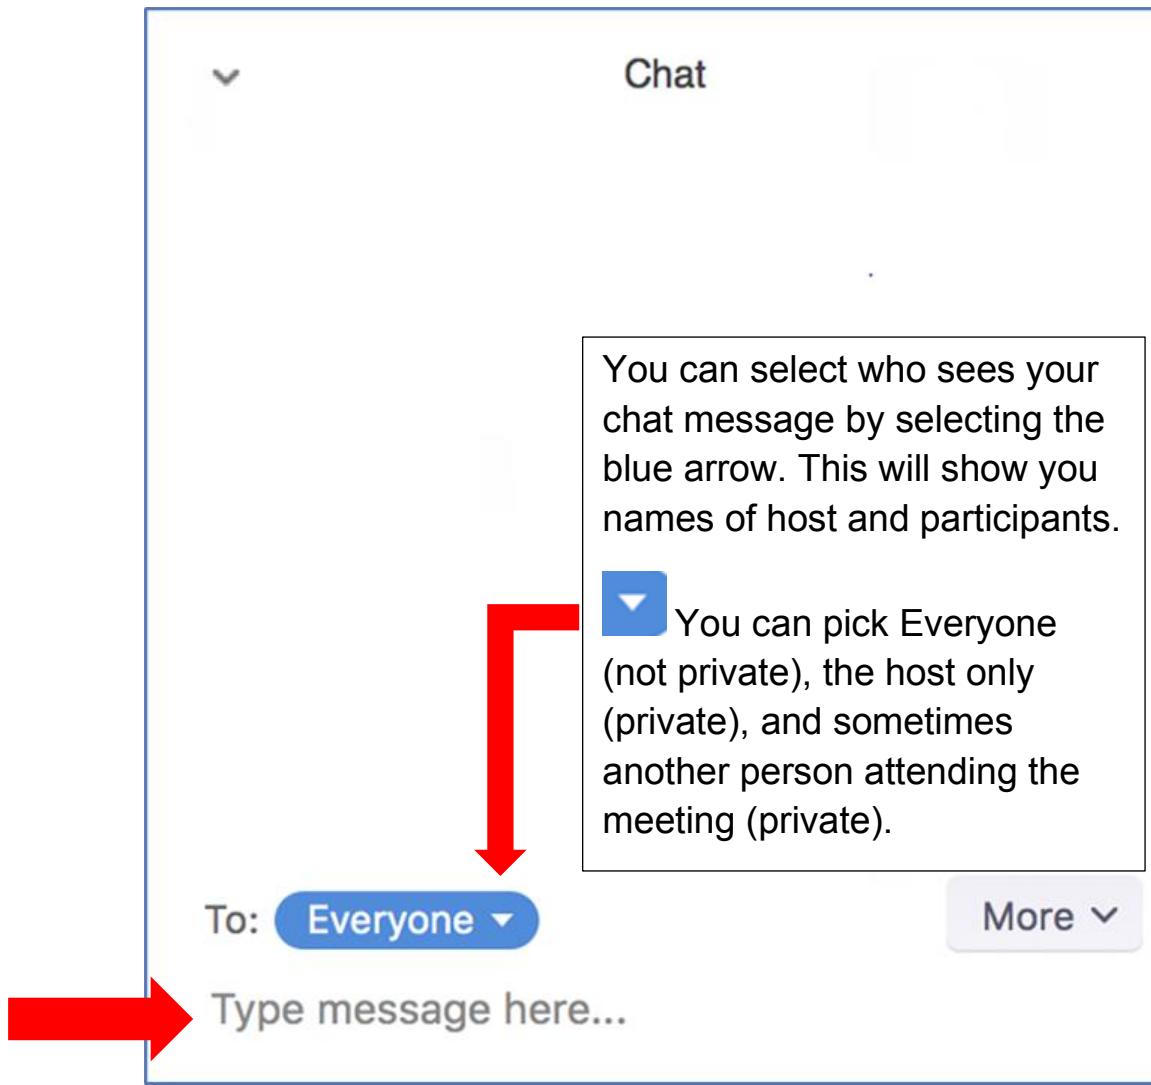 Chat
You can select who sees your
chat message by selecting the
blue arrow. This will show you
names of host and participants.
You can pick Everyone
(not private), the host only
(private), and sometimes
another person attending the
meeting (private).
To: Everyone
More
Type message here...